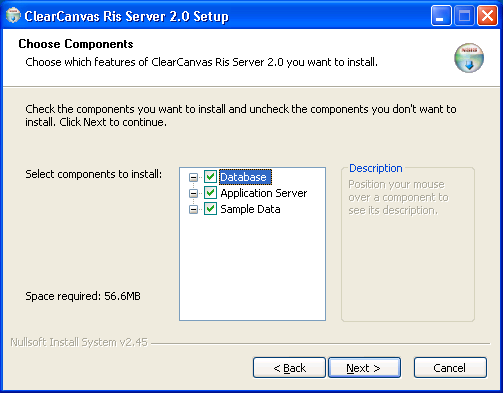 ClearCanvas Ris Server 2.0 Setup
Choose Components
Choose which features of ClearCanvas Ris Server 2.0 you want to install.
Check the components you want to install and uncheck the components you don't want to
install. Click Next to continue.
Select components to install:
Database
Application Server
Sample Data
Description
Position your mouse
over a component to
see its description.
Space required: 56.6MB
Nullsoft Install System v2.45
< Back
Next >
Cancel